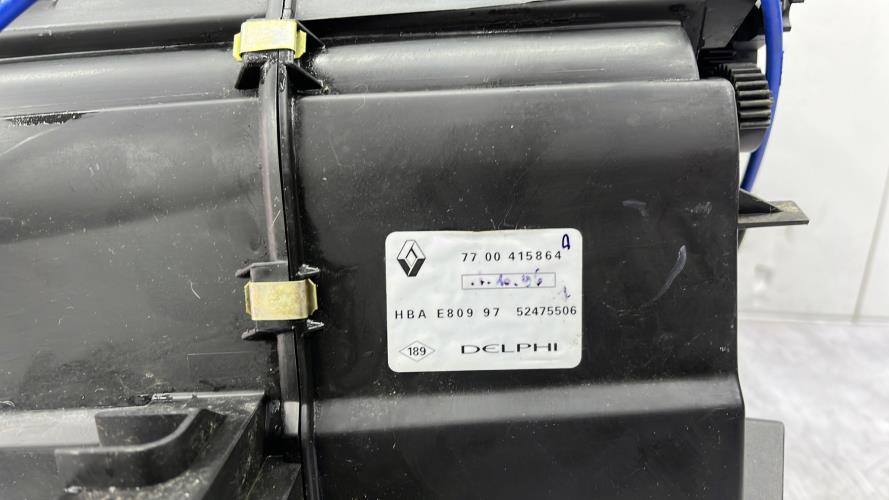 77 00 415864 A
HBA E809 97 52475506
189 DELPHI